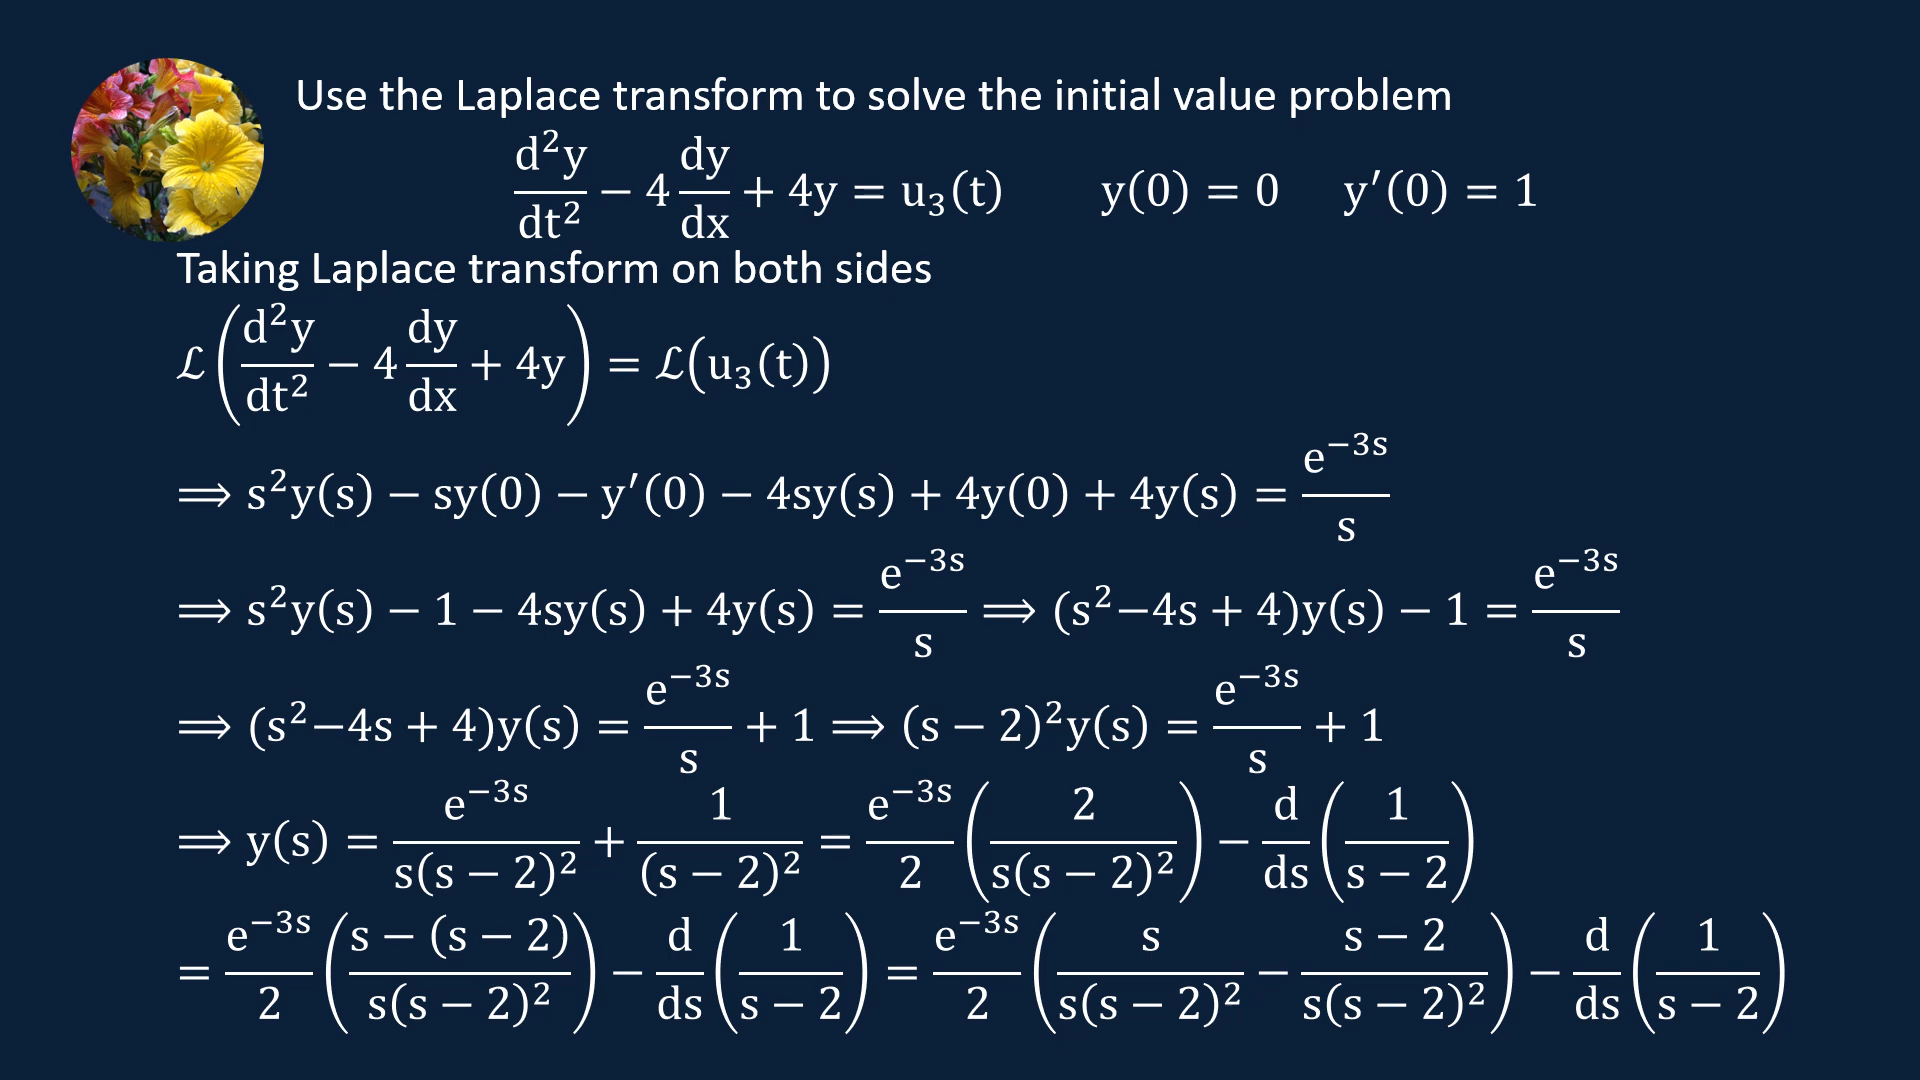 Use the Laplace transform to solve the initial value problem
d²y/dt² − 4 dy/dx + 4y = u₃(t)   y(0) = 0   y′(0) = 1
Taking Laplace transform on both sides
ℒ(d²y/dt² − 4 dy/dx + 4y) = ℒ(u₃(t))
⟹ s²y(s) − sy(0) − y′(0) − 4sy(s) + 4y(0) + 4y(s) = e⁻³ˢ/s
⟹ s²y(s) − 1 − 4sy(s) + 4y(s) = e⁻³ˢ/s ⟹ (s²−4s + 4)y(s) − 1 = e⁻³ˢ/s
⟹ (s²−4s + 4)y(s) = e⁻³ˢ/s + 1 ⟹ (s − 2)²y(s) = e⁻³ˢ/s + 1
⟹ y(s) = e⁻³ˢ/(s(s − 2)²) + 1/(s − 2)² = e⁻³ˢ/2 (2/(s(s − 2)²)) − d/ds (1/(s − 2))
= e⁻³ˢ/2 ((s − (s − 2))/(s(s − 2)²)) − d/ds (1/(s − 2)) = e⁻³ˢ/2 (s/(s(s − 2)²) − (s − 2)/(s(s − 2)²)) − d/ds (1/(s − 2))